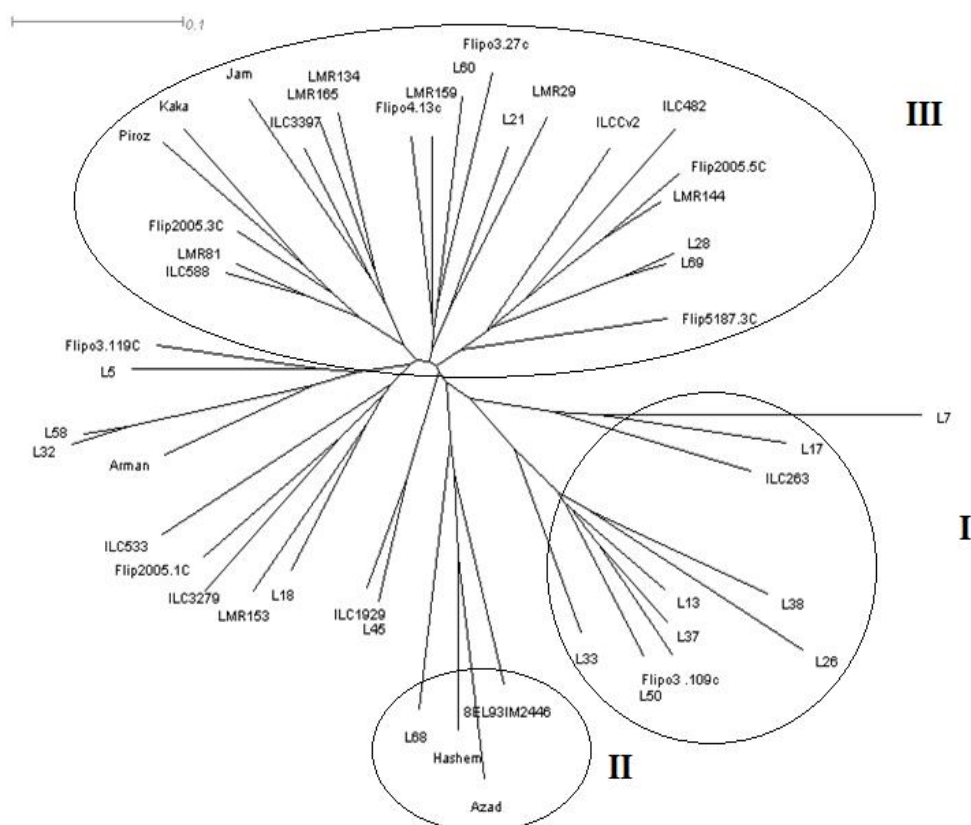 0.1
Flipo3.27c
L60
Jam
LMR134
LMR165
LMR159
Flipo4.13c
LMR29
ILC482
III
Kaka
Piroz
ILC3397
L21
ILCCv2
Flip2005.5C
LMR144
Flip2005.3C
LMR81
ILC588
L28
L69
Flip5187.3C
Flipo3.119C
L5
L58
L32
Arman
L7
L17
ILC263
I
ILC533
Flip2005.1C
ILC3279
LMR153
L18
ILC1929
L45
L13
L38
L37
L33
L26
Flipo3 .109c
L50
8EL93IM2446
L68
Hashem
II
Azad